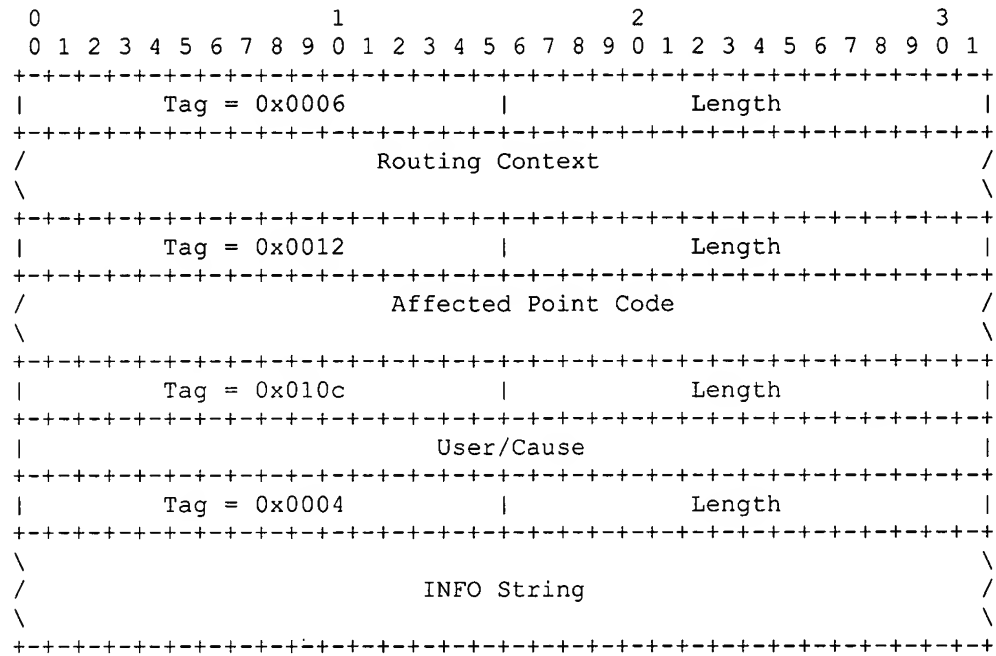 0 1 2 3
0 1 2 3 4 5 6 7 8 9 0 1 2 3 4 5 6 7 8 9 0 1 2 3 4 5 6 7 8 9 0 1
+-+-+-+-+-+-+-+-+-+-+-+-+-+-+-+-+-+-+-+-+-+-+-+-+-+-+-+-+-+-+-+-+
| Tag = 0x0006 | Length |
+-+-+-+-+-+-+-+-+-+-+-+-+-+-+-+-+-+-+-+-+-+-+-+-+-+-+-+-+-+-+-+-+
/ Routing Context /
\ \
+-+-+-+-+-+-+-+-+-+-+-+-+-+-+-+-+-+-+-+-+-+-+-+-+-+-+-+-+-+-+-+-+
| Tag = 0x0012 | Length |
+-+-+-+-+-+-+-+-+-+-+-+-+-+-+-+-+-+-+-+-+-+-+-+-+-+-+-+-+-+-+-+-+
/ Affected Point Code /
\ \
+-+-+-+-+-+-+-+-+-+-+-+-+-+-+-+-+-+-+-+-+-+-+-+-+-+-+-+-+-+-+-+-+
| Tag = 0x010c | Length |
+-+-+-+-+-+-+-+-+-+-+-+-+-+-+-+-+-+-+-+-+-+-+-+-+-+-+-+-+-+-+-+-+
| User/Cause |
+-+-+-+-+-+-+-+-+-+-+-+-+-+-+-+-+-+-+-+-+-+-+-+-+-+-+-+-+-+-+-+-+
| Tag = 0x0004 | Length |
+-+-+-+-+-+-+-+-+-+-+-+-+-+-+-+-+-+-+-+-+-+-+-+-+-+-+-+-+-+-+-+-+
\ \
/ INFO String /
\ \
+-+-+-+-+-+-+-+-+-+-+-+-+-+-+-+-+-+-+-+-+-+-+-+-+-+-+-+-+-+-+-+-+